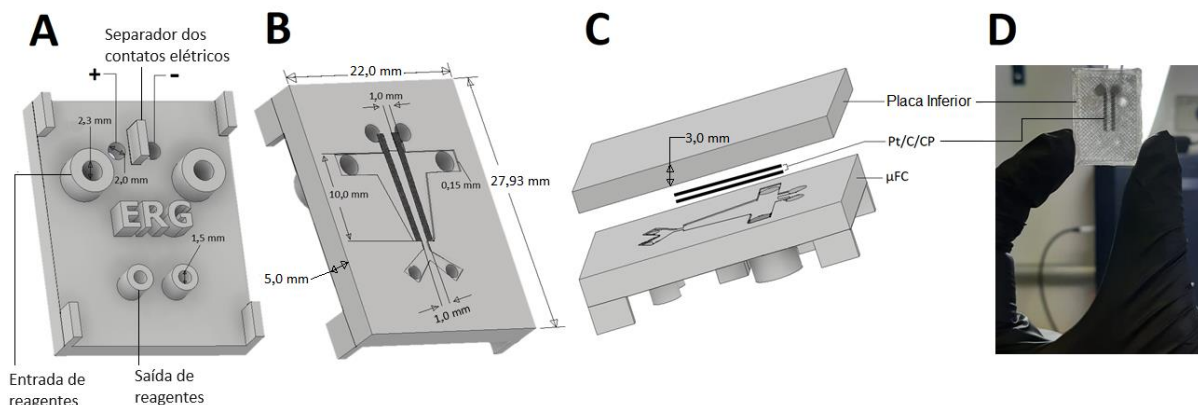 A
Separador dos
contatos elétricos
+
-
2,3 mm
2,0 mm
ERG
1,5 mm
Entrada de
reagentes
Saída de
reagentes
B
22,0 mm
1,0 mm
10,0 mm
0,15 mm
27,93 mm
5,0 mm
1,0 mm
C
3,0 mm
Placa Inferior
Pt/C/CP
µFC
D